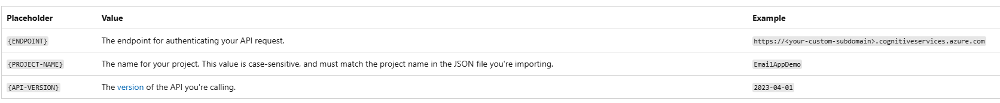 Placeholder Value Example
{ENDPOINT} The endpoint for authenticating your API request. https://<your-custom-subdomain>.cognitiveservices.azure.com
{PROJECT-NAME} The name for your project. This value is case-sensitive, and must match the project name in the JSON file you're importing. EmailAppDemo
{API-VERSION} The version of the API you're calling. 2023-04-01